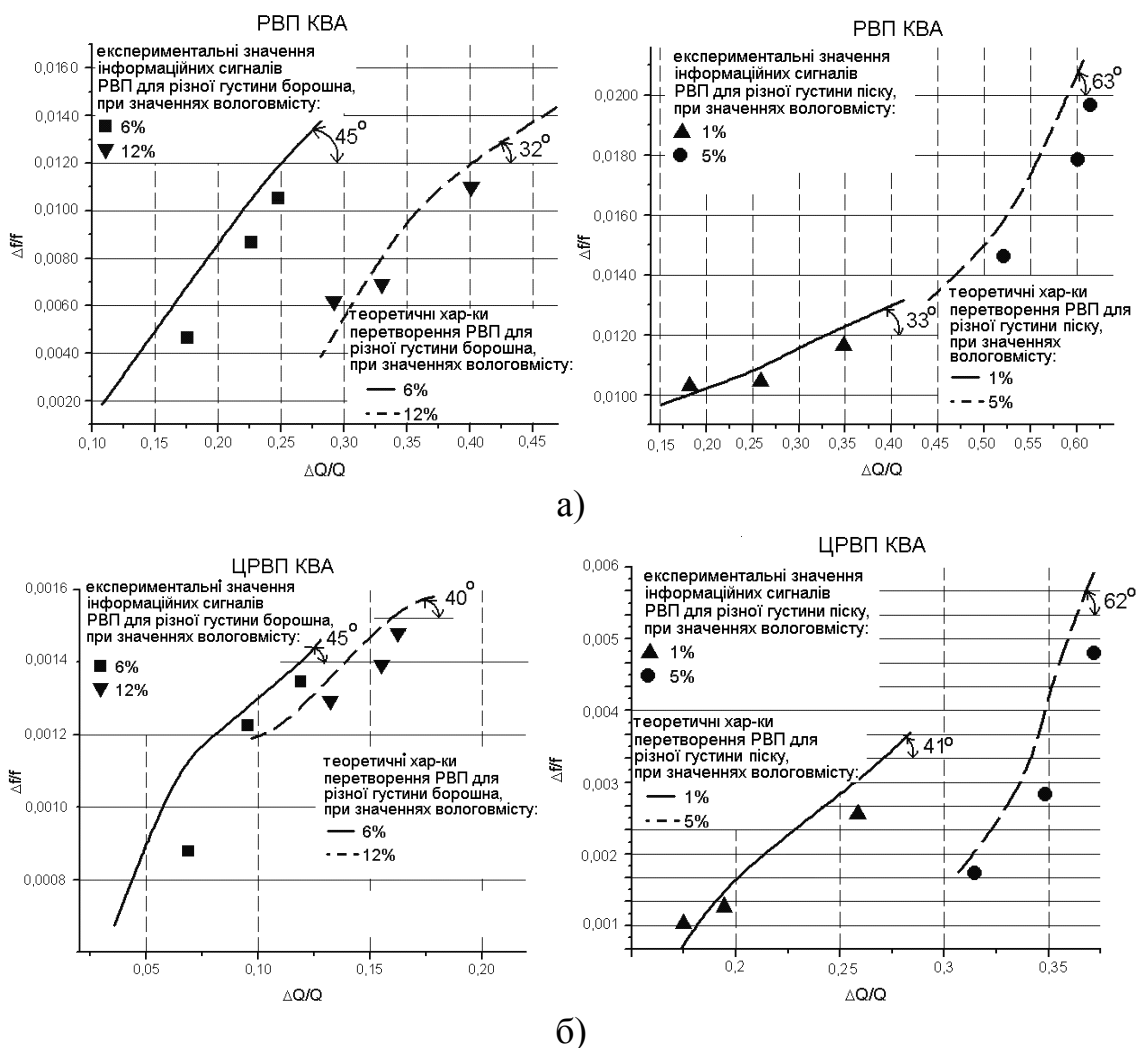 РВП КВА
експериментальні значення
інформаційних сигналів
РВП для різної густини борошна,
при значеннях вологовмісту:
6%
12%
0,0160
0,0140
0,0120
0,0100
0,0080
0,0060
0,0040
0,0020
Δf/f
45°
32°
теоретичні хар-ки
перетворення РВП для
різної густини борошна,
при значеннях вологовмісту:
6%
12%
0,10 0,15 0,20 0,25 0,30 0,35 0,40 0,45
ΔQ/Q
РВП КВА
експериментальні значення
інформаційних сигналів
РВП для різної густини піску,
при значеннях вологовмісту:
1%
5%
0,0200
0,0180
0,0160
0,0140
0,0120
0,0100
Δf/f
63°
33°
теоретичні хар-ки
перетворення РВП для
різної густини піску,
при значеннях
вологовмісту:
1%
5%
0,15 0,20 0,25 0,30 0,35 0,40 0,45 0,50 0,55 0,60
ΔQ/Q
а)
ЦРВП КВА
експериментальні значення
інформаційних сигналів
РВП для різної густини борошна,
при значеннях вологовмісту:
6%
12%
0,0016
0,0014
0,0012
0,0010
0,0008
Δf/f
45°
40°
теоретичні хар-ки
перетворення РВП для
різної густини борошна,
при значеннях вологовмісту:
6%
12%
0,05 0,10 0,15 0,20
ΔQ/Q
ЦРВП КВА
експериментальні значення
інформаційних сигналів
РВП для різної густини піску,
при значеннях вологовмісту:
1%
5%
0,006
0,005
0,004
0,003
0,002
0,001
Δf/f
62°
41°
теоретичні хар-ки
перетворення РВП для
різної густини піску,
при значеннях вологовмісту:
1%
5%
0,2 0,25 0,3 0,35
ΔQ/Q
б)